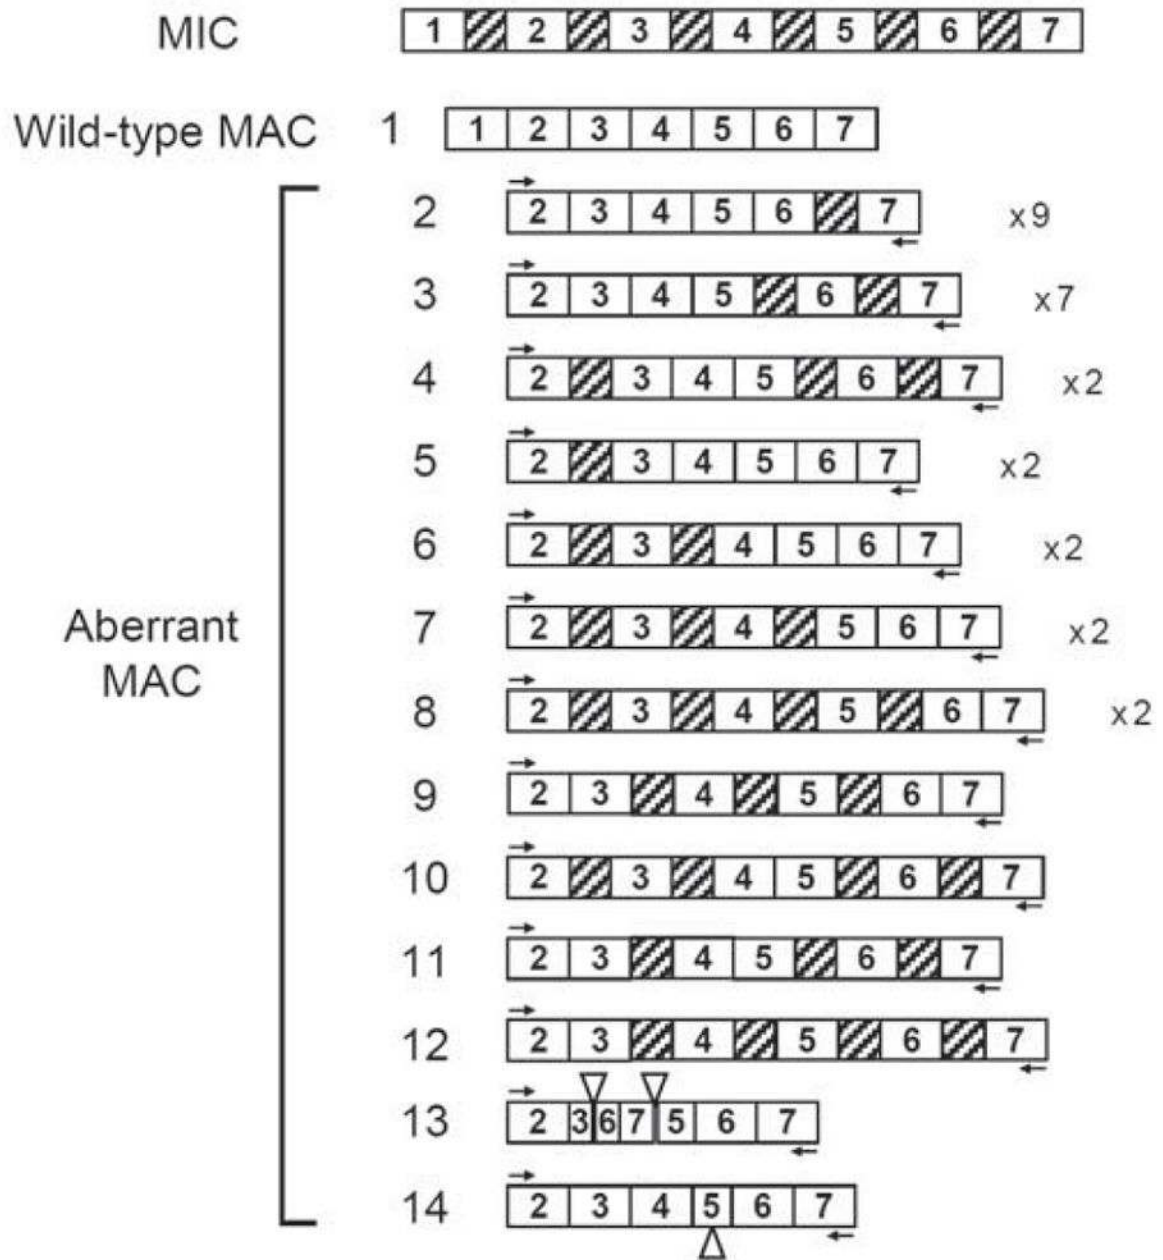 MIC 1 2 3 4 5 6 7
Wild-type MAC 1 1 2 3 4 5 6 7
2 2 3 4 5 6 7 x9
3 2 3 4 5 6 7 x7
4 2 3 4 5 6 7 x2
5 2 3 4 5 6 7 x2
6 2 3 4 5 6 7 x2
Aberrant
MAC
7 2 3 4 5 6 7 x2
8 2 3 4 5 6 7 x2
9 2 3 4 5 6 7
10 2 3 4 5 6 7
11 2 3 4 5 6 7
12 2 3 4 5 6 7
13 2 3 6 7 5 6 7
14 2 3 4 5 6 7